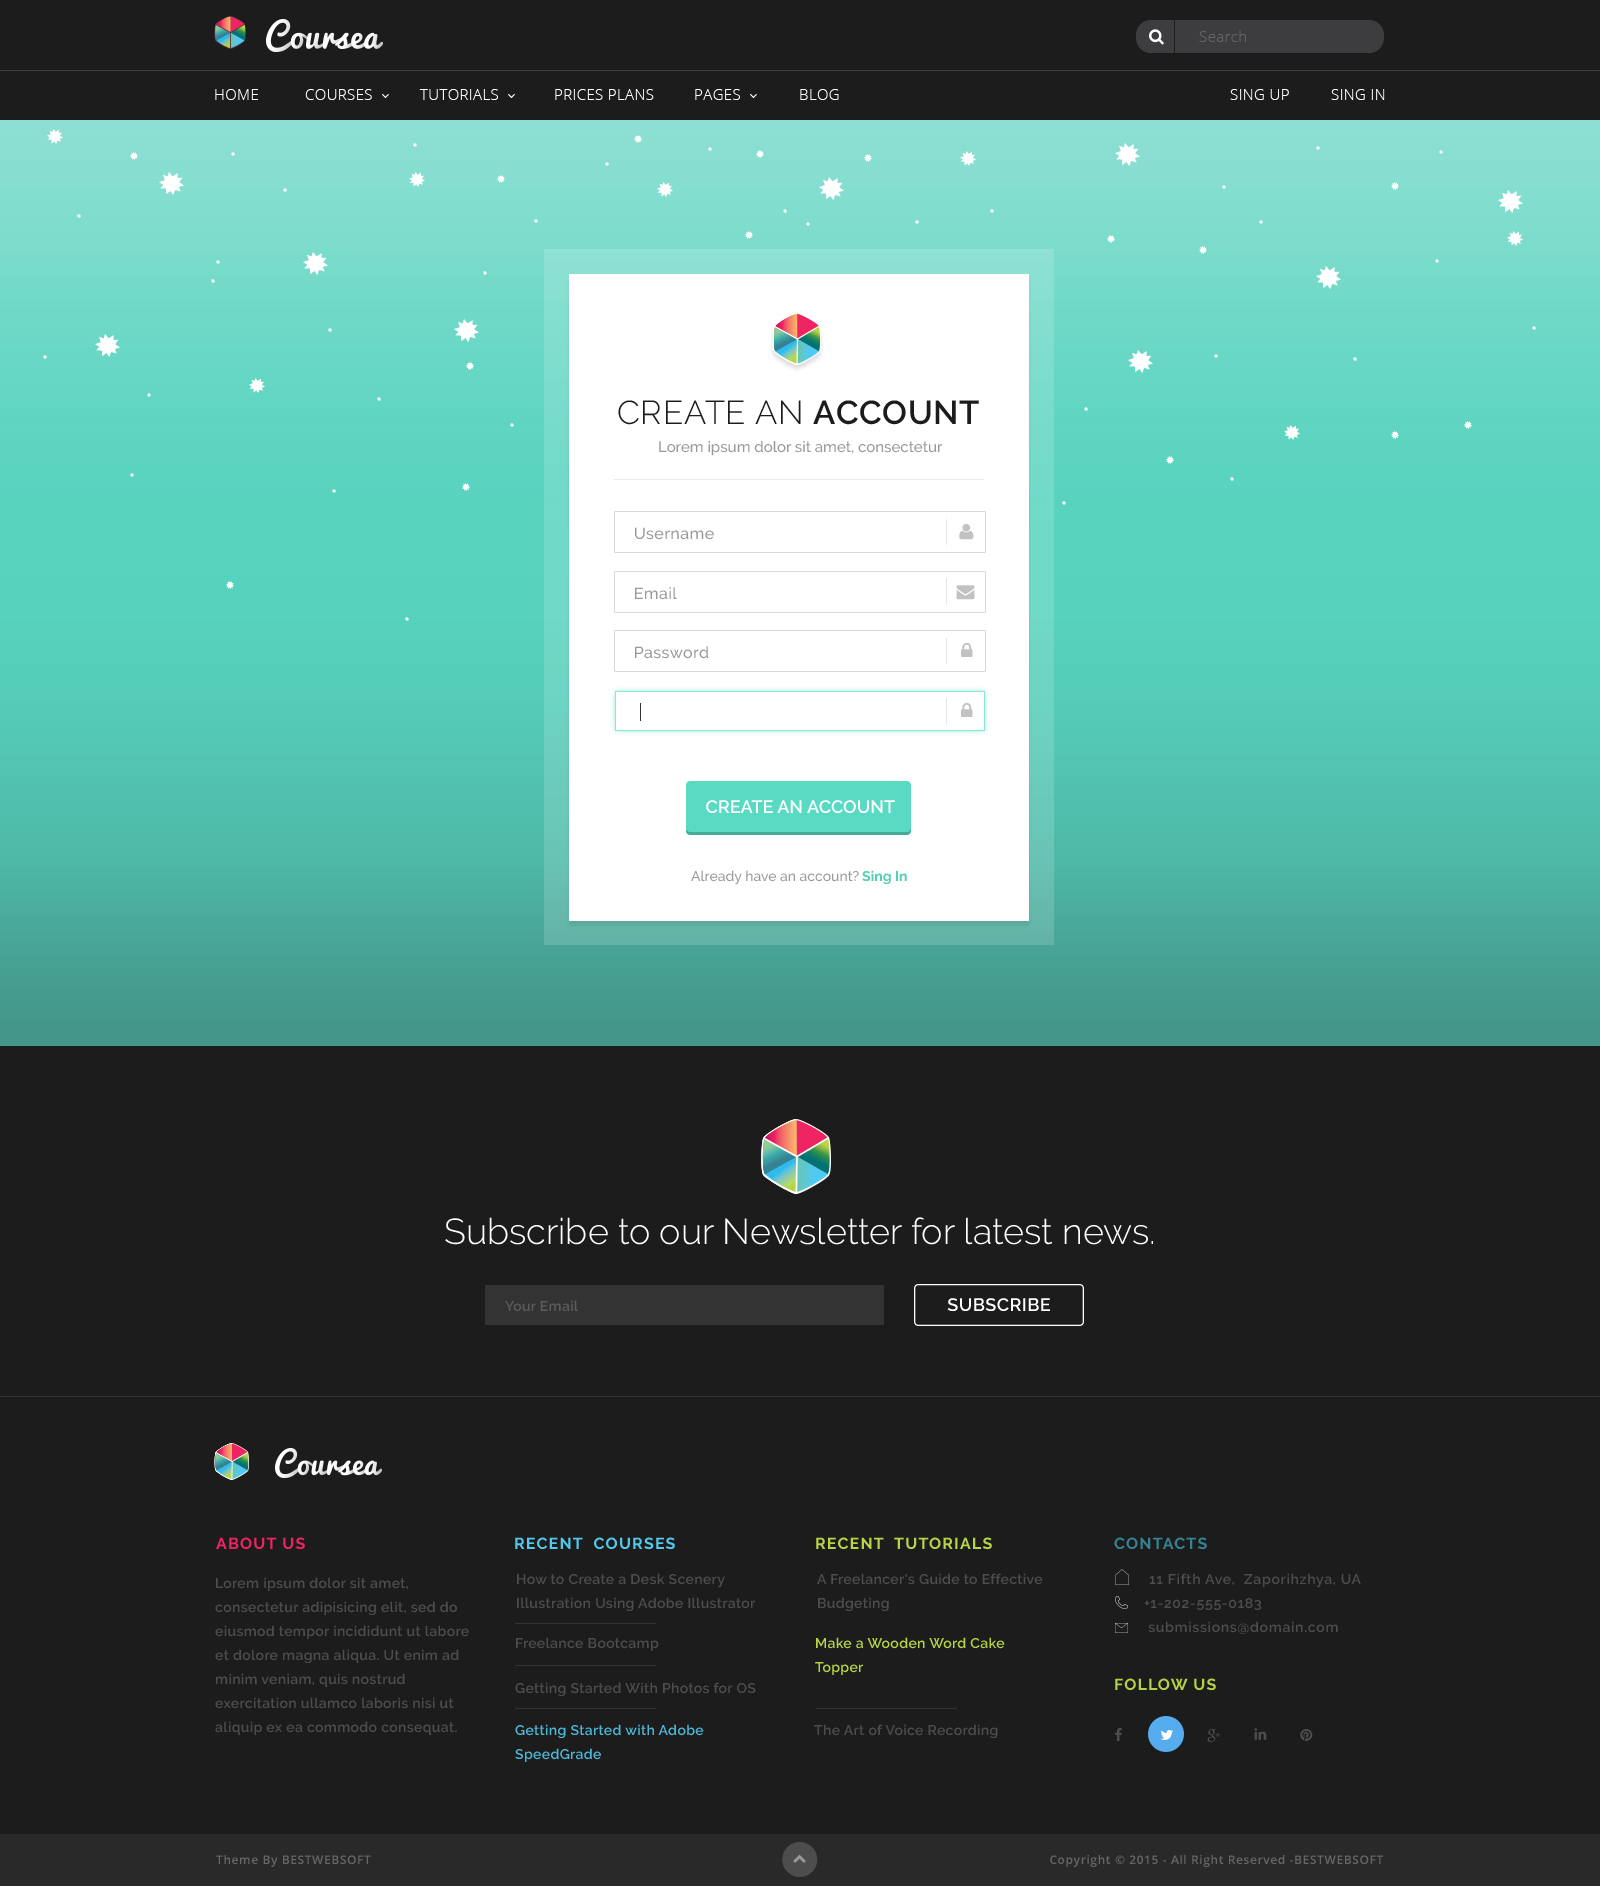 Coursea
Search
HOME COURSES TUTORIALS PRICES PLANS PAGES BLOG SING UP SING IN
CREATE AN ACCOUNT
Lorem ipsum dolor sit amet, consectetur
Username
Email
Password
CREATE AN ACCOUNT
Already have an account? Sing In
Subscribe to our Newsletter for latest news.
Your Email
SUBSCRIBE
Coursea
ABOUT US
Lorem ipsum dolor sit amet,
consectetur adipisicing elit, sed do
eiusmod tempor incididunt ut labore
et dolore magna aliqua. Ut enim ad
minim veniam, quis nostrud
exercitation ullamco laboris nisi ut
aliquip ex ea commodo consequat.
RECENT COURSES
How to Create a Desk Scenery
Illustration Using Adobe Illustrator
Freelance Bootcamp
Getting Started With Photos for OS
Getting Started with Adobe
SpeedGrade
RECENT TUTORIALS
A Freelancer's Guide to Effective
Budgeting
Make a Wooden Word Cake
Topper
The Art of Voice Recording
CONTACTS
11 Fifth Ave, Zaporihzhya, UA
+1-202-555-0183
submissions@domain.com
FOLLOW US
Theme By BESTWEBSOFT
Copyright © 2015 - All Right Reserved -BESTWEBSOFT